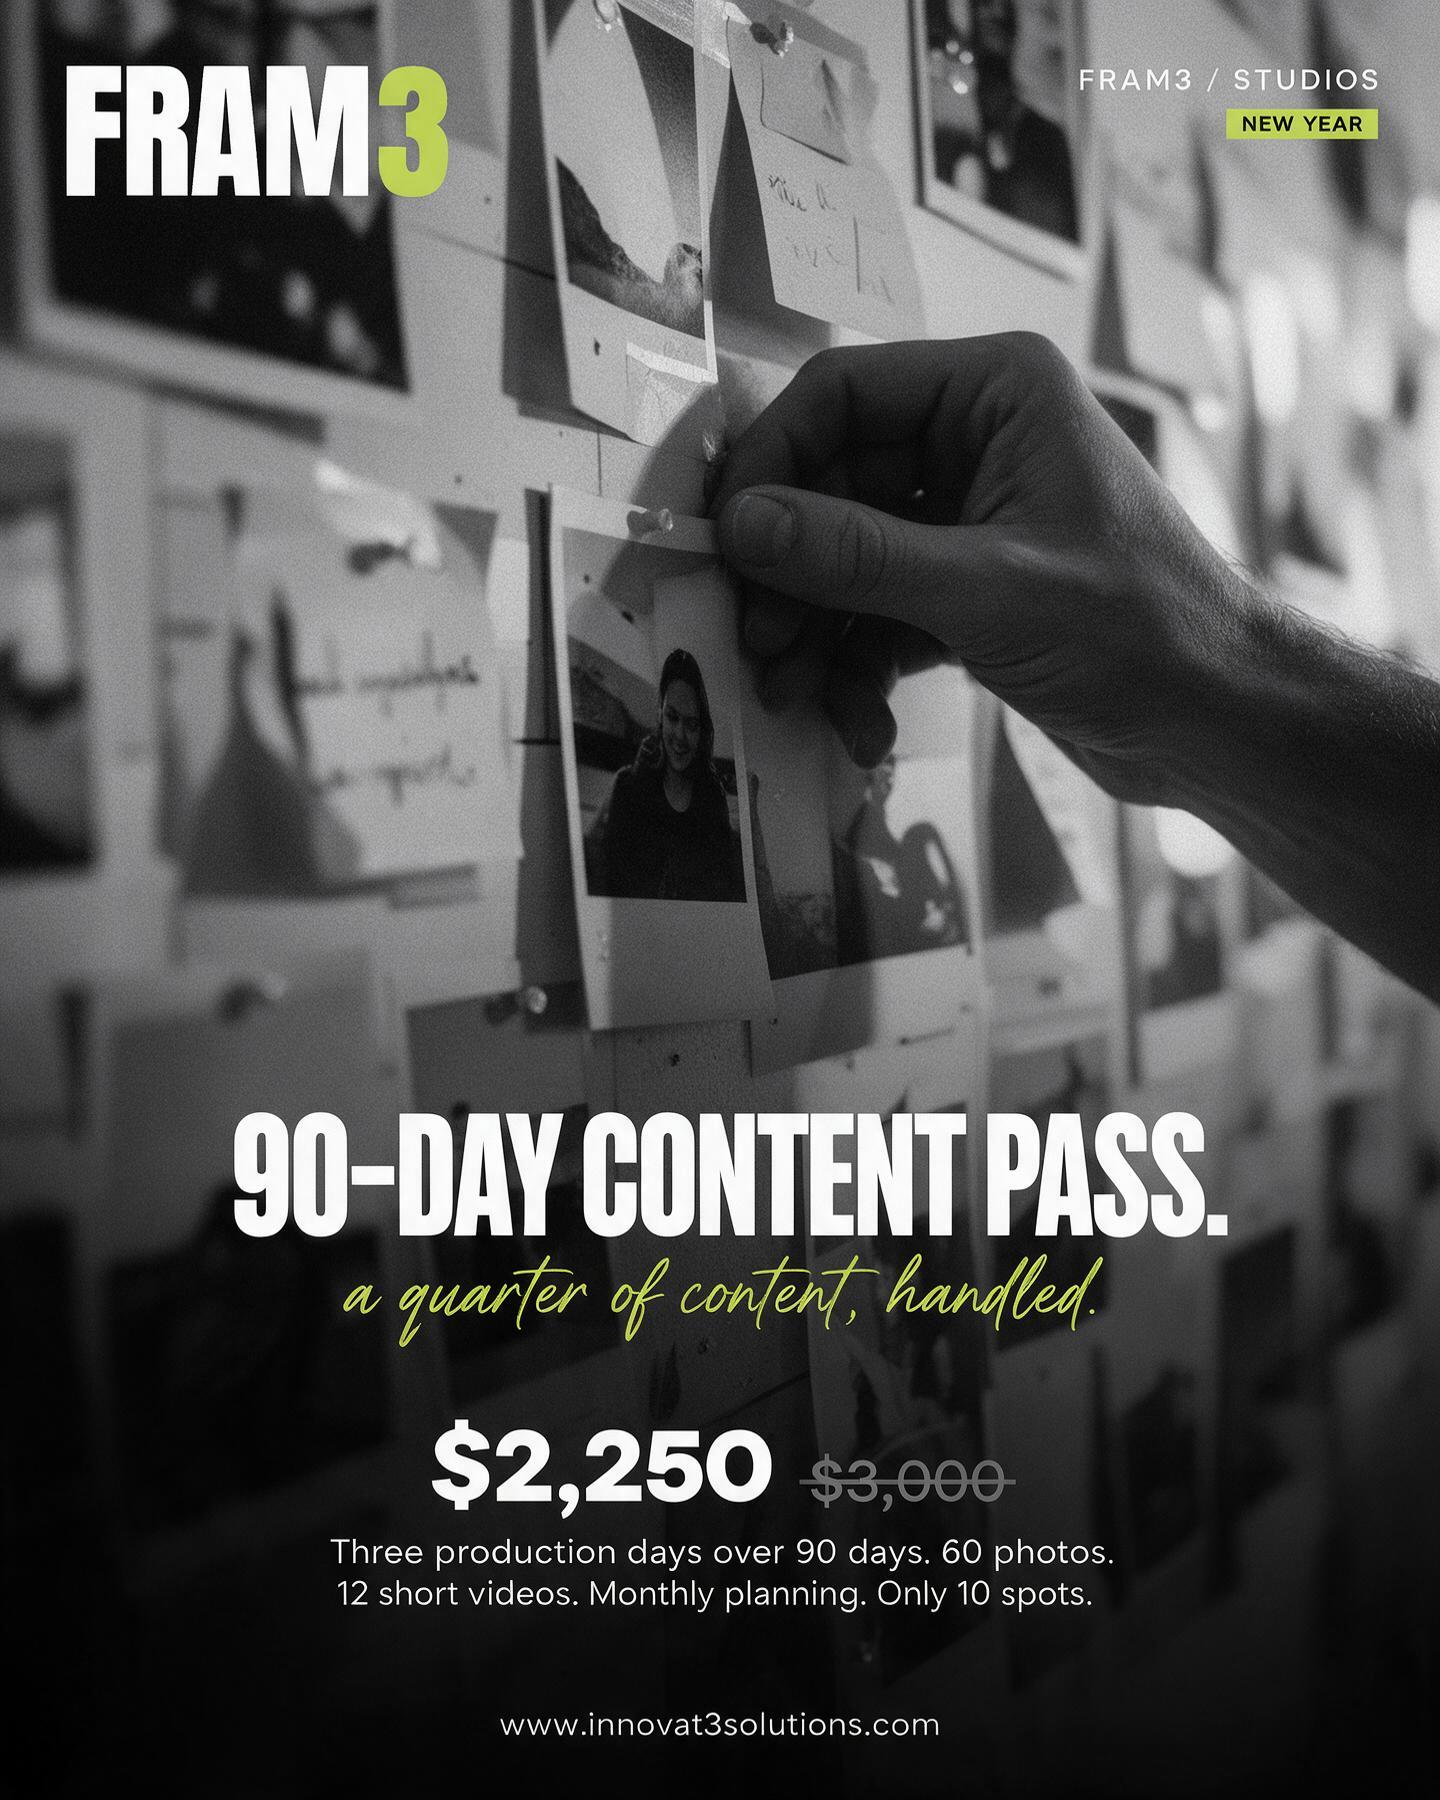 FRAM3
FRAM3 / STUDIOS
NEW YEAR
90-DAY CONTENT PASS.
a quarter of content, handled.
$2,250 $3,000
Three production days over 90 days. 60 photos.
12 short videos. Monthly planning. Only 10 spots.
www.innovat3solutions.com